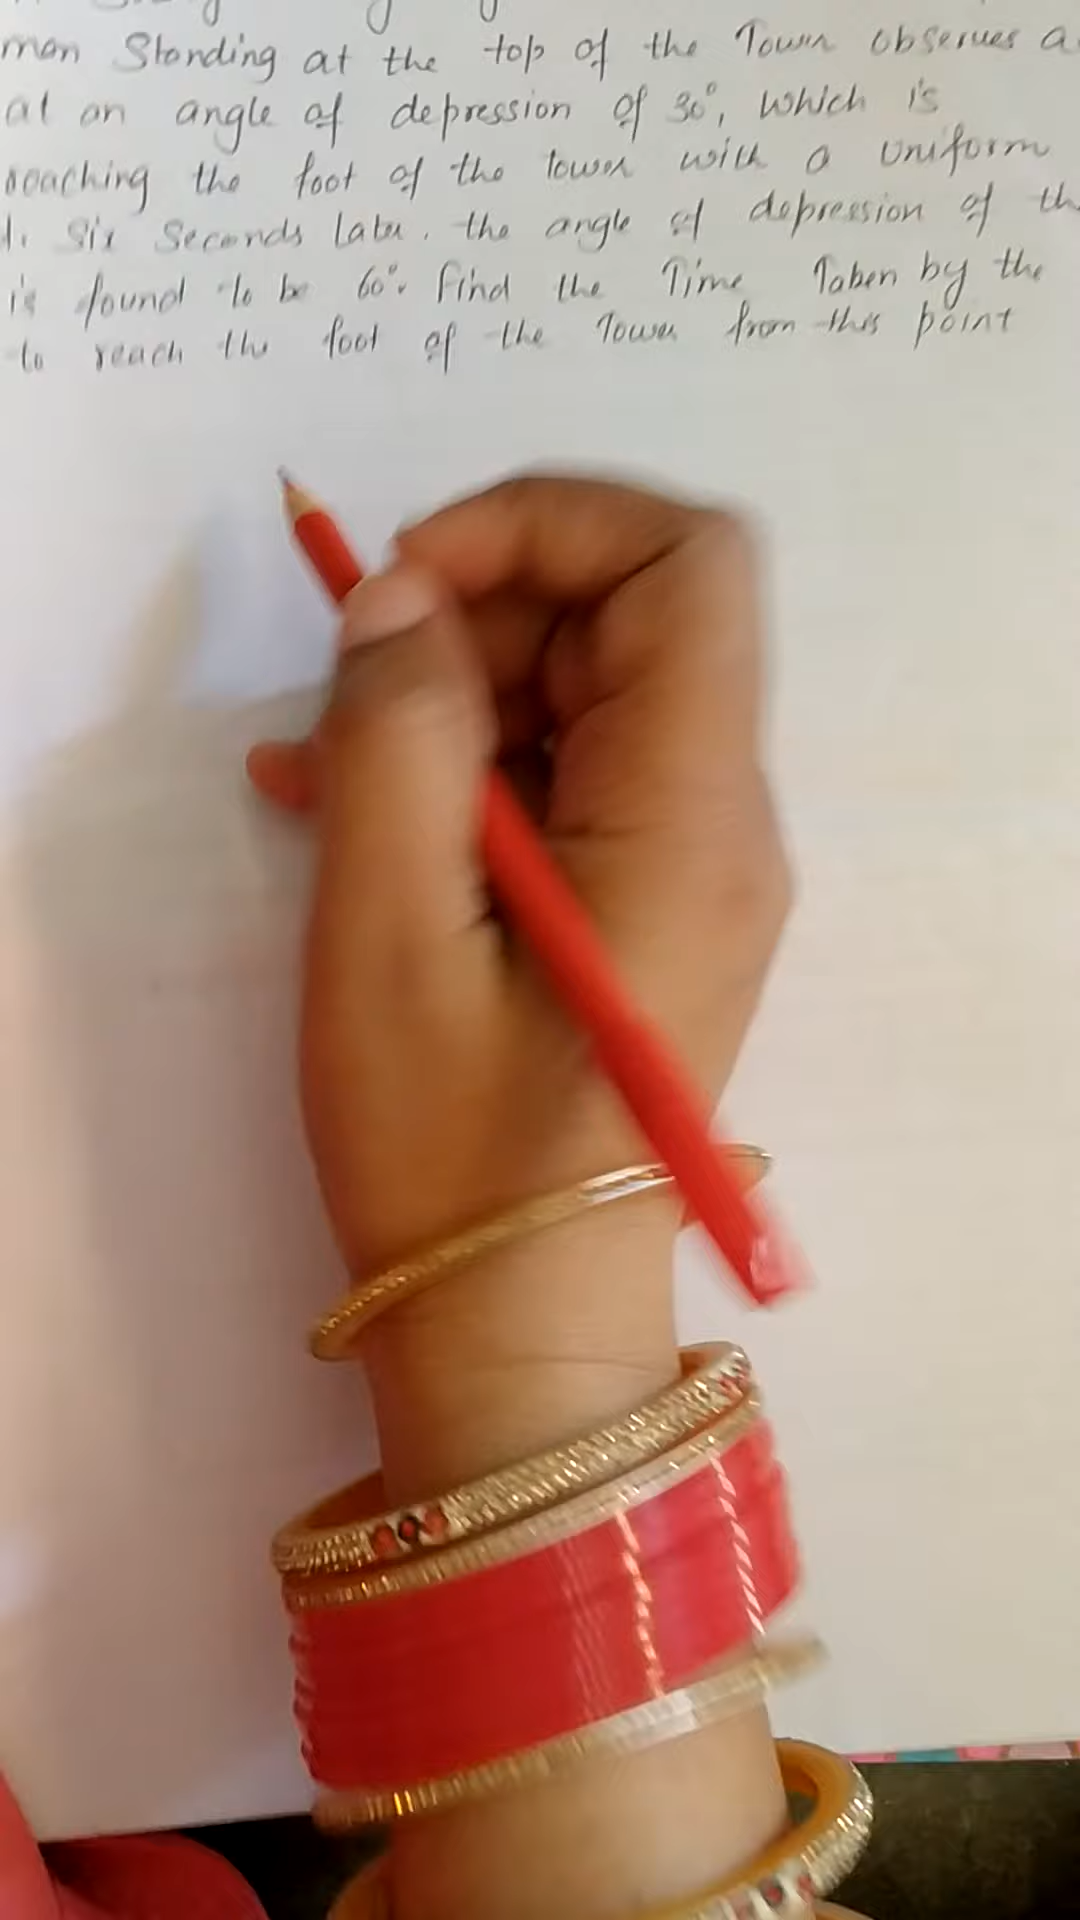 man Standing at the top of the Tower observes a
at an angle of depression of 30°, which is
roaching the foot of the tower with a uniform
d. Six Seconds later, the angle of depression of th
is found to be 60°. Find the Time Taken by the
to reach the foot of the Tower from this point